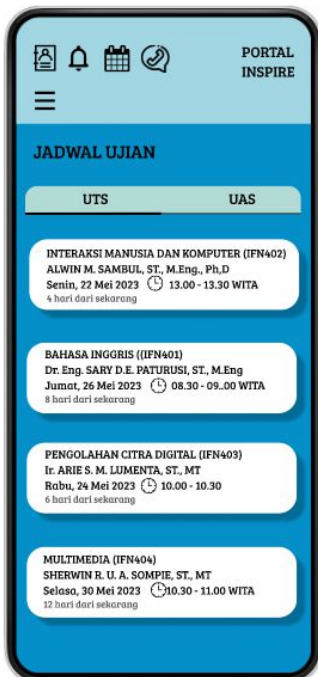 PORTAL
INSPIRE
JADWAL UJIAN
UTS UAS
INTERAKSI MANUSIA DAN KOMPUTER (IFN402)
ALWIN M. SAMBUL, ST., M.Eng., Ph,D
Senin, 22 Mei 2023 13.00 - 13.30 WITA
4 hari dari sekarang
BAHASA INGGRIS ((IFN401)
Dr. Eng. SARY D.E. PATURUSI, ST., M.Eng
Jumat, 26 Mei 2023 08.30 - 09..00 WITA
8 hari dari sekarang
PENGOLAHAN CITRA DIGITAL (IFN403)
Ir. ARIE S. M. LUMENTA, ST., MT
Rabu, 24 Mei 2023 10.00 - 10.30
6 hari dari sekarang
MULTIMEDIA (IFN404)
SHERWIN R. U. A. SOMPIE, ST., MT
Selasa, 30 Mei 2023 10.30 - 11.00 WITA
12 hari dari sekarang